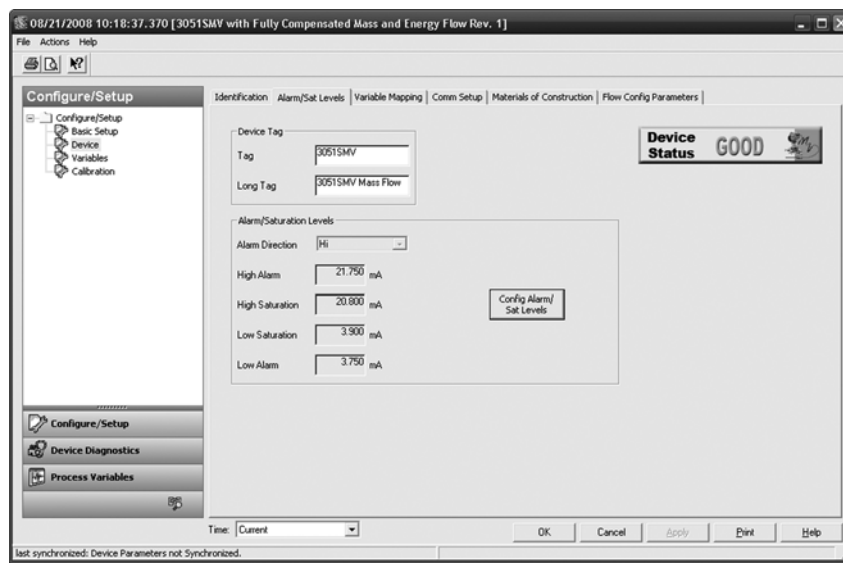 08/21/2008 10:18:37.370 [3051SMV with Fully Compensated Mass and Energy Flow Rev. 1]
File Actions Help
Configure/Setup
Configure/Setup
Basic Setup
Device
Variables
Calibration
Configure/Setup
Device Diagnostics
Process Variables
Identification Alarm/Sat Levels Variable Mapping Comm Setup Materials of Construction Flow Config Parameters
Device Tag
Tag 3051SMV
Long Tag 3051SMV Mass Flow
Device Status GOOD
Alarm/Saturation Levels
Alarm Direction Hi
High Alarm 21.750 mA
High Saturation 20.800 mA
Low Saturation 3.900 mA
Low Alarm 3.750 mA
Config Alarm/
Sat Levels
Time: Current
OK Cancel Apply Print Help
last synchronized: Device Parameters not Synchronized.